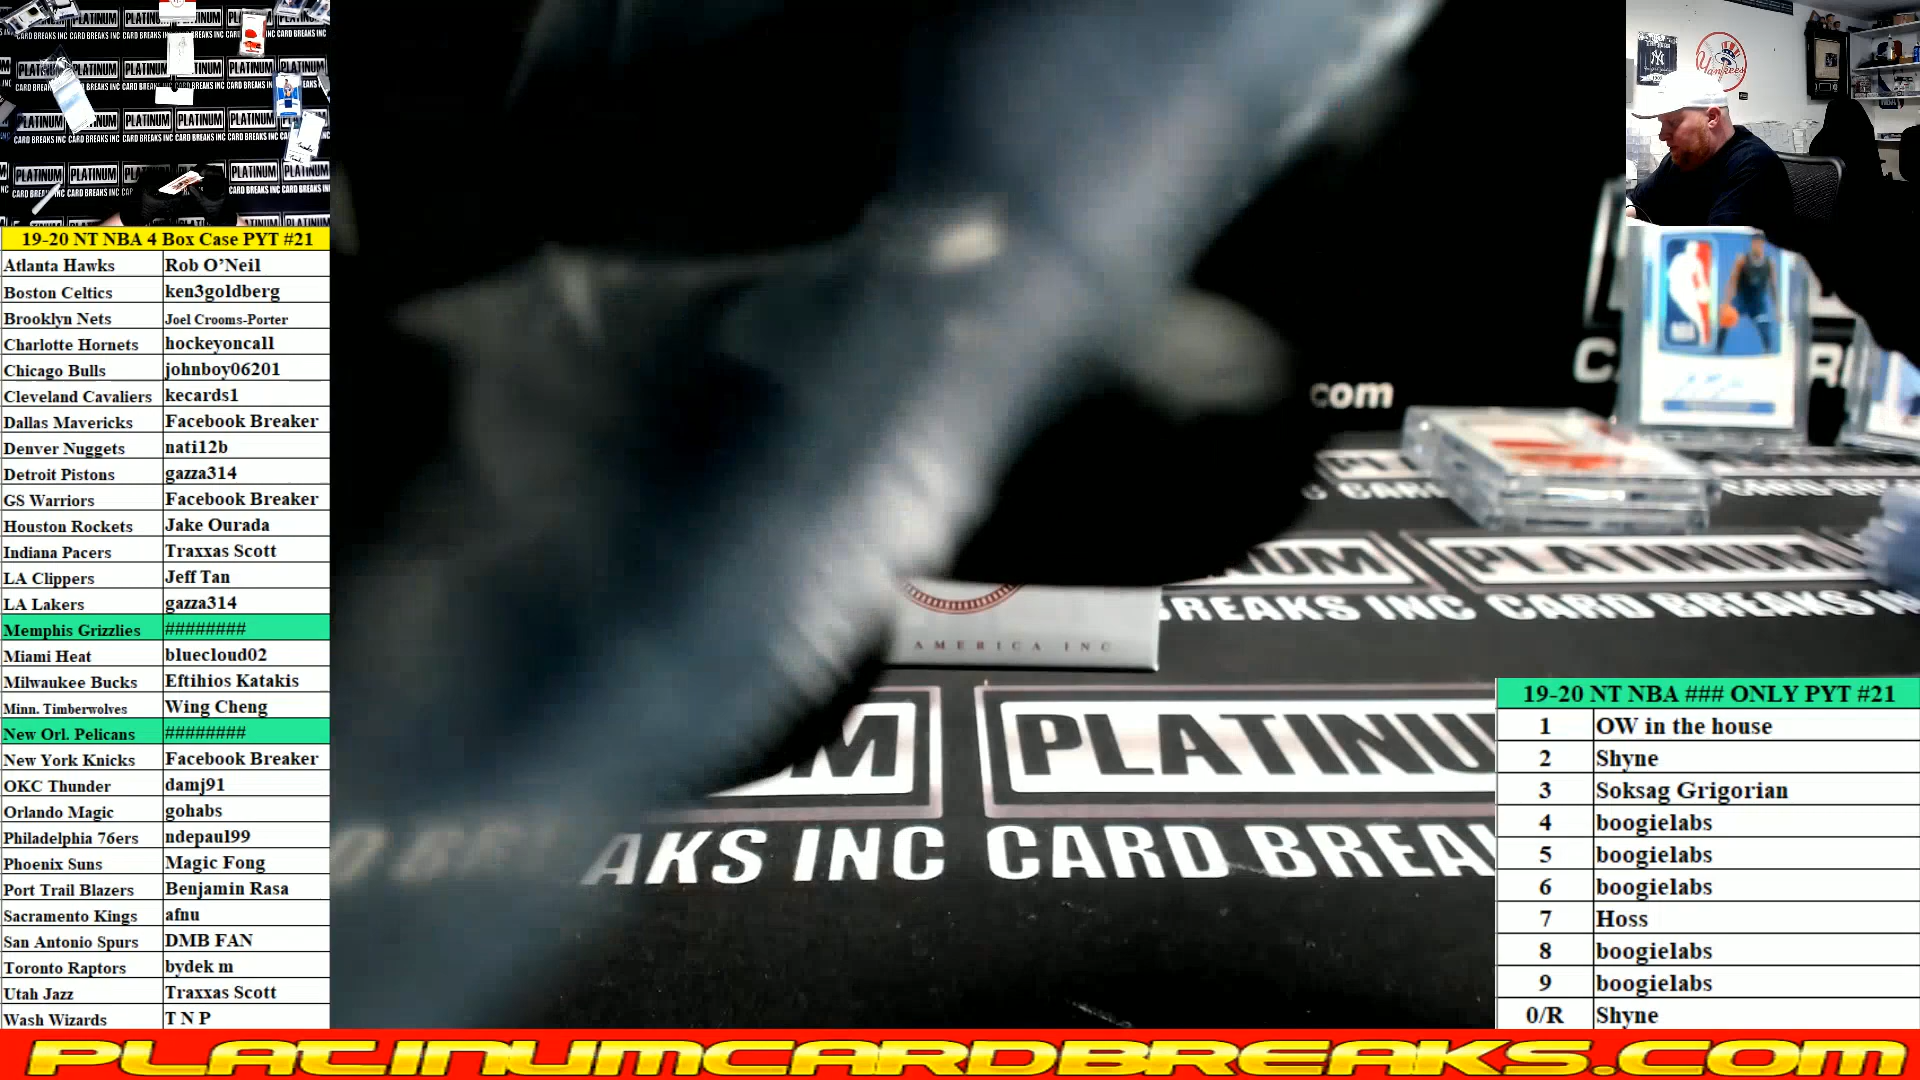 19-20 NT NBA 4 Box Case PYT #21
Atlanta Hawks Rob O’Neil
Boston Celtics ken3goldberg
Brooklyn Nets Joel Crooms-Porter
Charlotte Hornets hockeyoncall
Chicago Bulls johnboy06201
Cleveland Cavaliers kecards1
Dallas Mavericks Facebook Breaker
Denver Nuggets nati12b
Detroit Pistons gazza314
GS Warriors Facebook Breaker
Houston Rockets Jake Ourada
Indiana Pacers Traxxas Scott
LA Clippers Jeff Tan
LA Lakers gazza314
Memphis Grizzlies ########
Miami Heat bluecloud02
Milwaukee Bucks Eftihios Katakis
Minn. Timberwolves Wing Cheng
New Orl. Pelicans ########
New York Knicks Facebook Breaker
OKC Thunder damj91
Orlando Magic gohabs
Philadelphia 76ers ndepaul99
Phoenix Suns Magic Fong
Port Trail Blazers Benjamin Rasa
Sacramento Kings afnu
San Antonio Spurs DMB FAN
Toronto Raptors bydek m
Utah Jazz Traxxas Scott
Wash Wizards T N P
Yankees
.com
PLATINUM
BREAKS INC CARD BREAKS IN
AMERICA INC
M PLATINU
AKS INC CARD BREA
19-20 NT NBA ### ONLY PYT #21
1 OW in the house
2 Shyne
3 Soksag Grigorian
4 boogielabs
5 boogielabs
6 boogielabs
7 Hoss
8 boogielabs
9 boogielabs
0/R Shyne
PLATINUMCARDBREAKS.COM